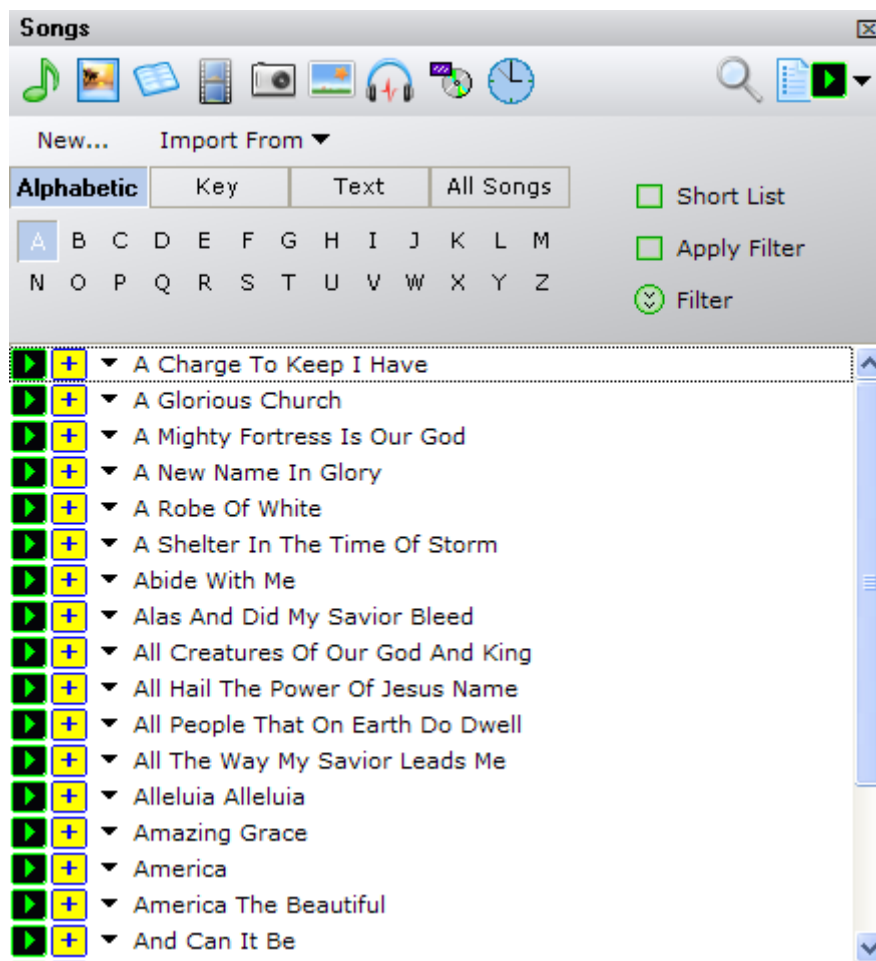 Songs
New... Import From
Alphabetic Key Text All Songs
Short List
A B C D E F G H I J K L M
Apply Filter
N O P Q R S T U V W X Y Z
Filter
A Charge To Keep I Have
A Glorious Church
A Mighty Fortress Is Our God
A New Name In Glory
A Robe Of White
A Shelter In The Time Of Storm
Abide With Me
Alas And Did My Savior Bleed
All Creatures Of Our God And King
All Hail The Power Of Jesus Name
All People That On Earth Do Dwell
All The Way My Savior Leads Me
Alleluia Alleluia
Amazing Grace
America
America The Beautiful
And Can It Be